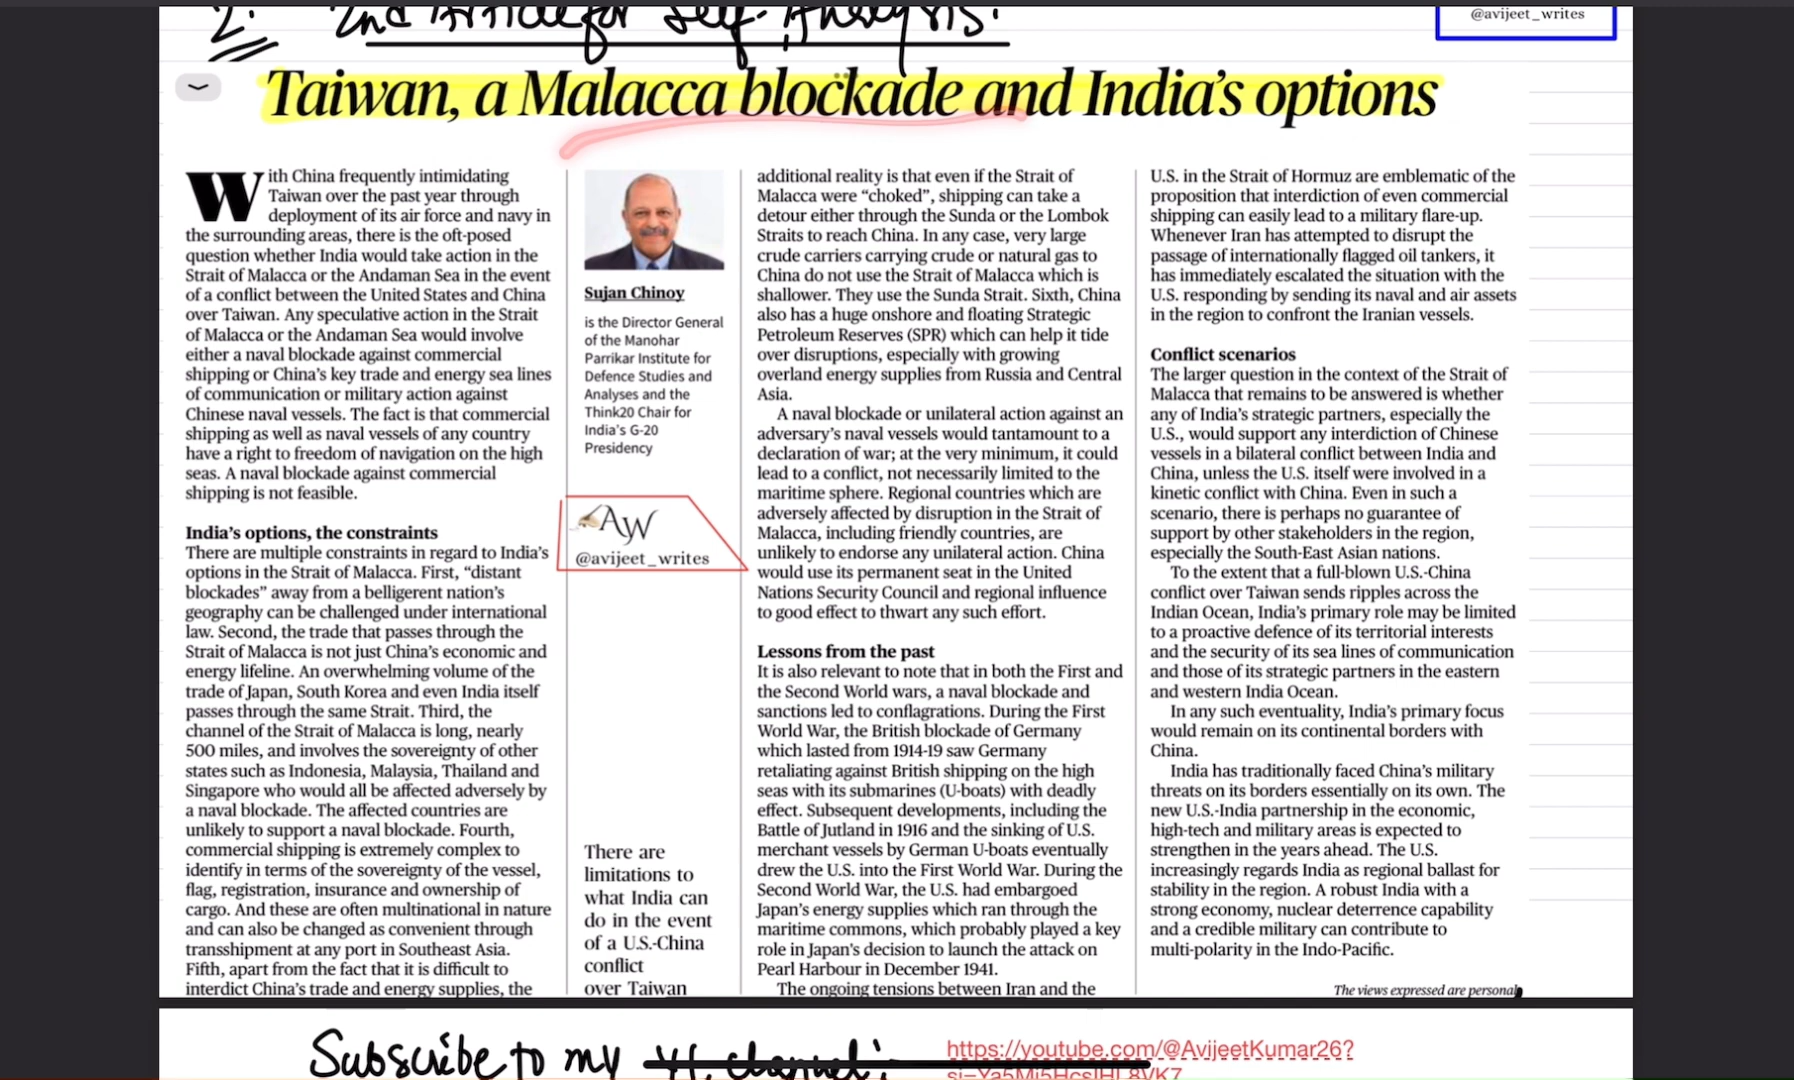 2. 2nd Article for Self-Analysis.
@avijeet_writes
Taiwan, a Malacca blockade and India's options
With China frequently intimidating
Taiwan over the past year through
deployment of its air force and navy in
the surrounding areas, there is the oft-posed
question whether India would take action in the
Strait of Malacca or the Andaman Sea in the event
of a conflict between the United States and China
over Taiwan. Any speculative action in the Strait
of Malacca or the Andaman Sea would involve
either a naval blockade against commercial
shipping or China's key trade and energy sea lines
of communication or military action against
Chinese naval vessels. The fact is that commercial
shipping as well as naval vessels of any country
have a right to freedom of navigation on the high
seas. A naval blockade against commercial
shipping is not feasible.
India's options, the constraints
There are multiple constraints in regard to India's
options in the Strait of Malacca. First, “distant
blockades” away from a belligerent nation's
geography can be challenged under international
law. Second, the trade that passes through the
Strait of Malacca is not just China's economic and
energy lifeline. An overwhelming volume of the
trade of Japan, South Korea and even India itself
passes through the same Strait. Third, the
channel of the Strait of Malacca is long, nearly
500 miles, and involves the sovereignty of other
states such as Indonesia, Malaysia, Thailand and
Singapore who would all be affected adversely by
a naval blockade. The affected countries are
unlikely to support a naval blockade. Fourth,
commercial shipping is extremely complex to
identify in terms of the sovereignty of the vessel,
flag, registration, insurance and ownership of
cargo. And these are often multinational in nature
and can also be changed as convenient through
transshipment at any port in Southeast Asia.
Fifth, apart from the fact that it is difficult to
interdict China's trade and energy supplies, the
Sujan Chinoy
is the Director General
of the Manohar
Parrikar Institute for
Defence Studies and
Analyses and the
Think20 Chair for
India's G-20
Presidency
AW
@avijeet_writes
There are
limitations to
what India can
do in the event
of a U.S.-China
conflict
over Taiwan
additional reality is that even if the Strait of
Malacca were “choked”, shipping can take a
detour either through the Sunda or the Lombok
Straits to reach China. In any case, very large
crude carriers carrying crude or natural gas to
China do not use the Strait of Malacca which is
shallower. They use the Sunda Strait. Sixth, China
also has a huge onshore and floating Strategic
Petroleum Reserves (SPR) which can help it tide
over disruptions, especially with growing
overland energy supplies from Russia and Central
Asia.
A naval blockade or unilateral action against an
adversary's naval vessels would tantamount to a
declaration of war; at the very minimum, it could
lead to a conflict, not necessarily limited to the
maritime sphere. Regional countries which are
adversely affected by disruption in the Strait of
Malacca, including friendly countries, are
unlikely to endorse any unilateral action. China
would use its permanent seat in the United
Nations Security Council and regional influence
to good effect to thwart any such effort.
Lessons from the past
It is also relevant to note that in both the First and
the Second World wars, a naval blockade and
sanctions led to conflagrations. During the First
World War, the British blockade of Germany
which lasted from 1914-19 saw Germany
retaliating against British shipping on the high
seas with its submarines (U-boats) with deadly
effect. Subsequent developments, including the
Battle of Jutland in 1916 and the sinking of U.S.
merchant vessels by German U-boats eventually
drew the U.S. into the First World War. During the
Second World War, the U.S. had embargoed
Japan's energy supplies which ran through the
maritime commons, which probably played a key
role in Japan's decision to launch the attack on
Pearl Harbour in December 1941.
The ongoing tensions between Iran and the
U.S. in the Strait of Hormuz are emblematic of the
proposition that interdiction of even commercial
shipping can easily lead to a military flare-up.
Whenever Iran has attempted to disrupt the
passage of internationally flagged oil tankers, it
has immediately escalated the situation with the
U.S. responding by sending its naval and air assets
in the region to confront the Iranian vessels.
Conflict scenarios
The larger question in the context of the Strait of
Malacca that remains to be answered is whether
any of India's strategic partners, especially the
U.S., would support any interdiction of Chinese
vessels in a bilateral conflict between India and
China, unless the U.S. itself were involved in a
kinetic conflict with China. Even in such a
scenario, there is perhaps no guarantee of
support by other stakeholders in the region,
especially the South-East Asian nations.
To the extent that a full-blown U.S.-China
conflict over Taiwan sends ripples across the
Indian Ocean, India's primary role may be limited
to a proactive defence of its territorial interests
and the security of its sea lines of communication
and those of its strategic partners in the eastern
and western India Ocean.
In any such eventuality, India's primary focus
would remain on its continental borders with
China.
India has traditionally faced China's military
threats on its borders essentially on its own. The
new U.S.-India partnership in the economic,
high-tech and military areas is expected to
strengthen in the years ahead. The U.S.
increasingly regards India as regional ballast for
stability in the region. A robust India with a
strong economy, nuclear deterrence capability
and a credible military can contribute to
multi-polarity in the Indo-Pacific.
The views expressed are personal
Subscribe to my Yt. channel:
https://youtube.com/@AvijeetKumar26?